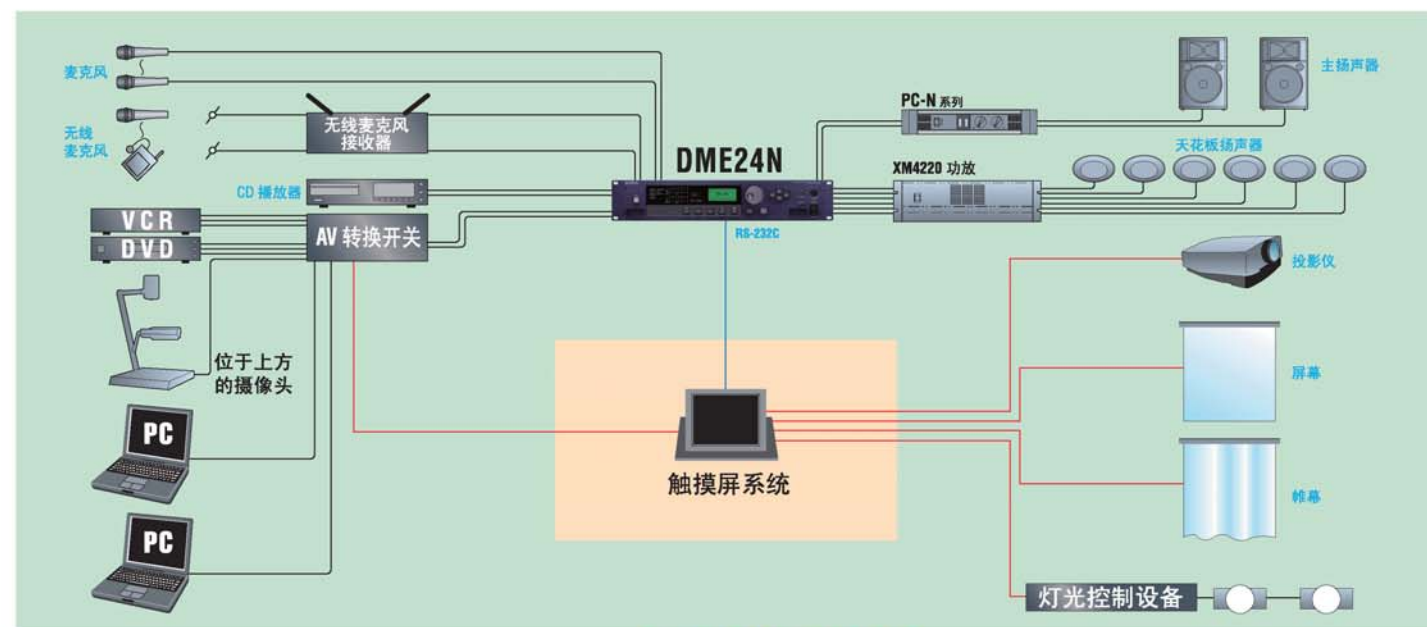 麦克风
无线
麦克风
无线麦克风
接收器
CD 播放器
VCR
DVD
AV 转换开关
位于上方
的摄像头
PC
PC
DME24N
RS-232C
PC-N 系列
XM4220 功放
主扬声器
天花板扬声器
投影仪
屏幕
帷幕
触摸屏系统
灯光控制设备